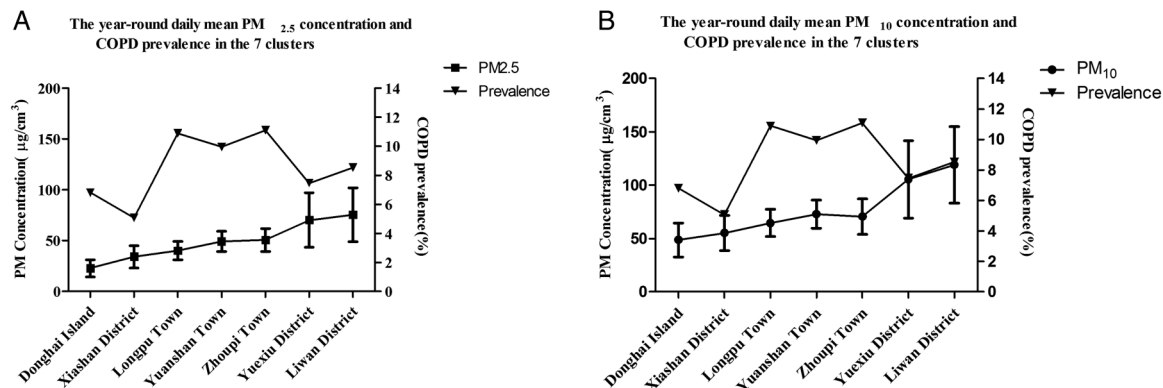 A
The year-round daily mean PM 2.5 concentration and
COPD prevalence in the 7 clusters
PM2.5
Prevalence
PM Concentration( μg/cm3)
200
150
100
50
0
COPD prevalence(%)
14
12
10
8
6
4
2
0
Donghai Island
Xiashan District
Longpu Town
Yuanshan Town
Zhoupi Town
Yuexiu District
Liwan District
B
The year-round daily mean PM 10 concentration and
COPD prevalence in the 7 clusters
PM10
Prevalence
PM Concentration( μg/cm3)
200
150
100
50
0
COPD prevalence(%)
14
12
10
8
6
4
2
0
Donghai Island
Xiashan District
Longpu Town
Yuanshan Town
Zhoupi Town
Yuexiu District
Liwan District